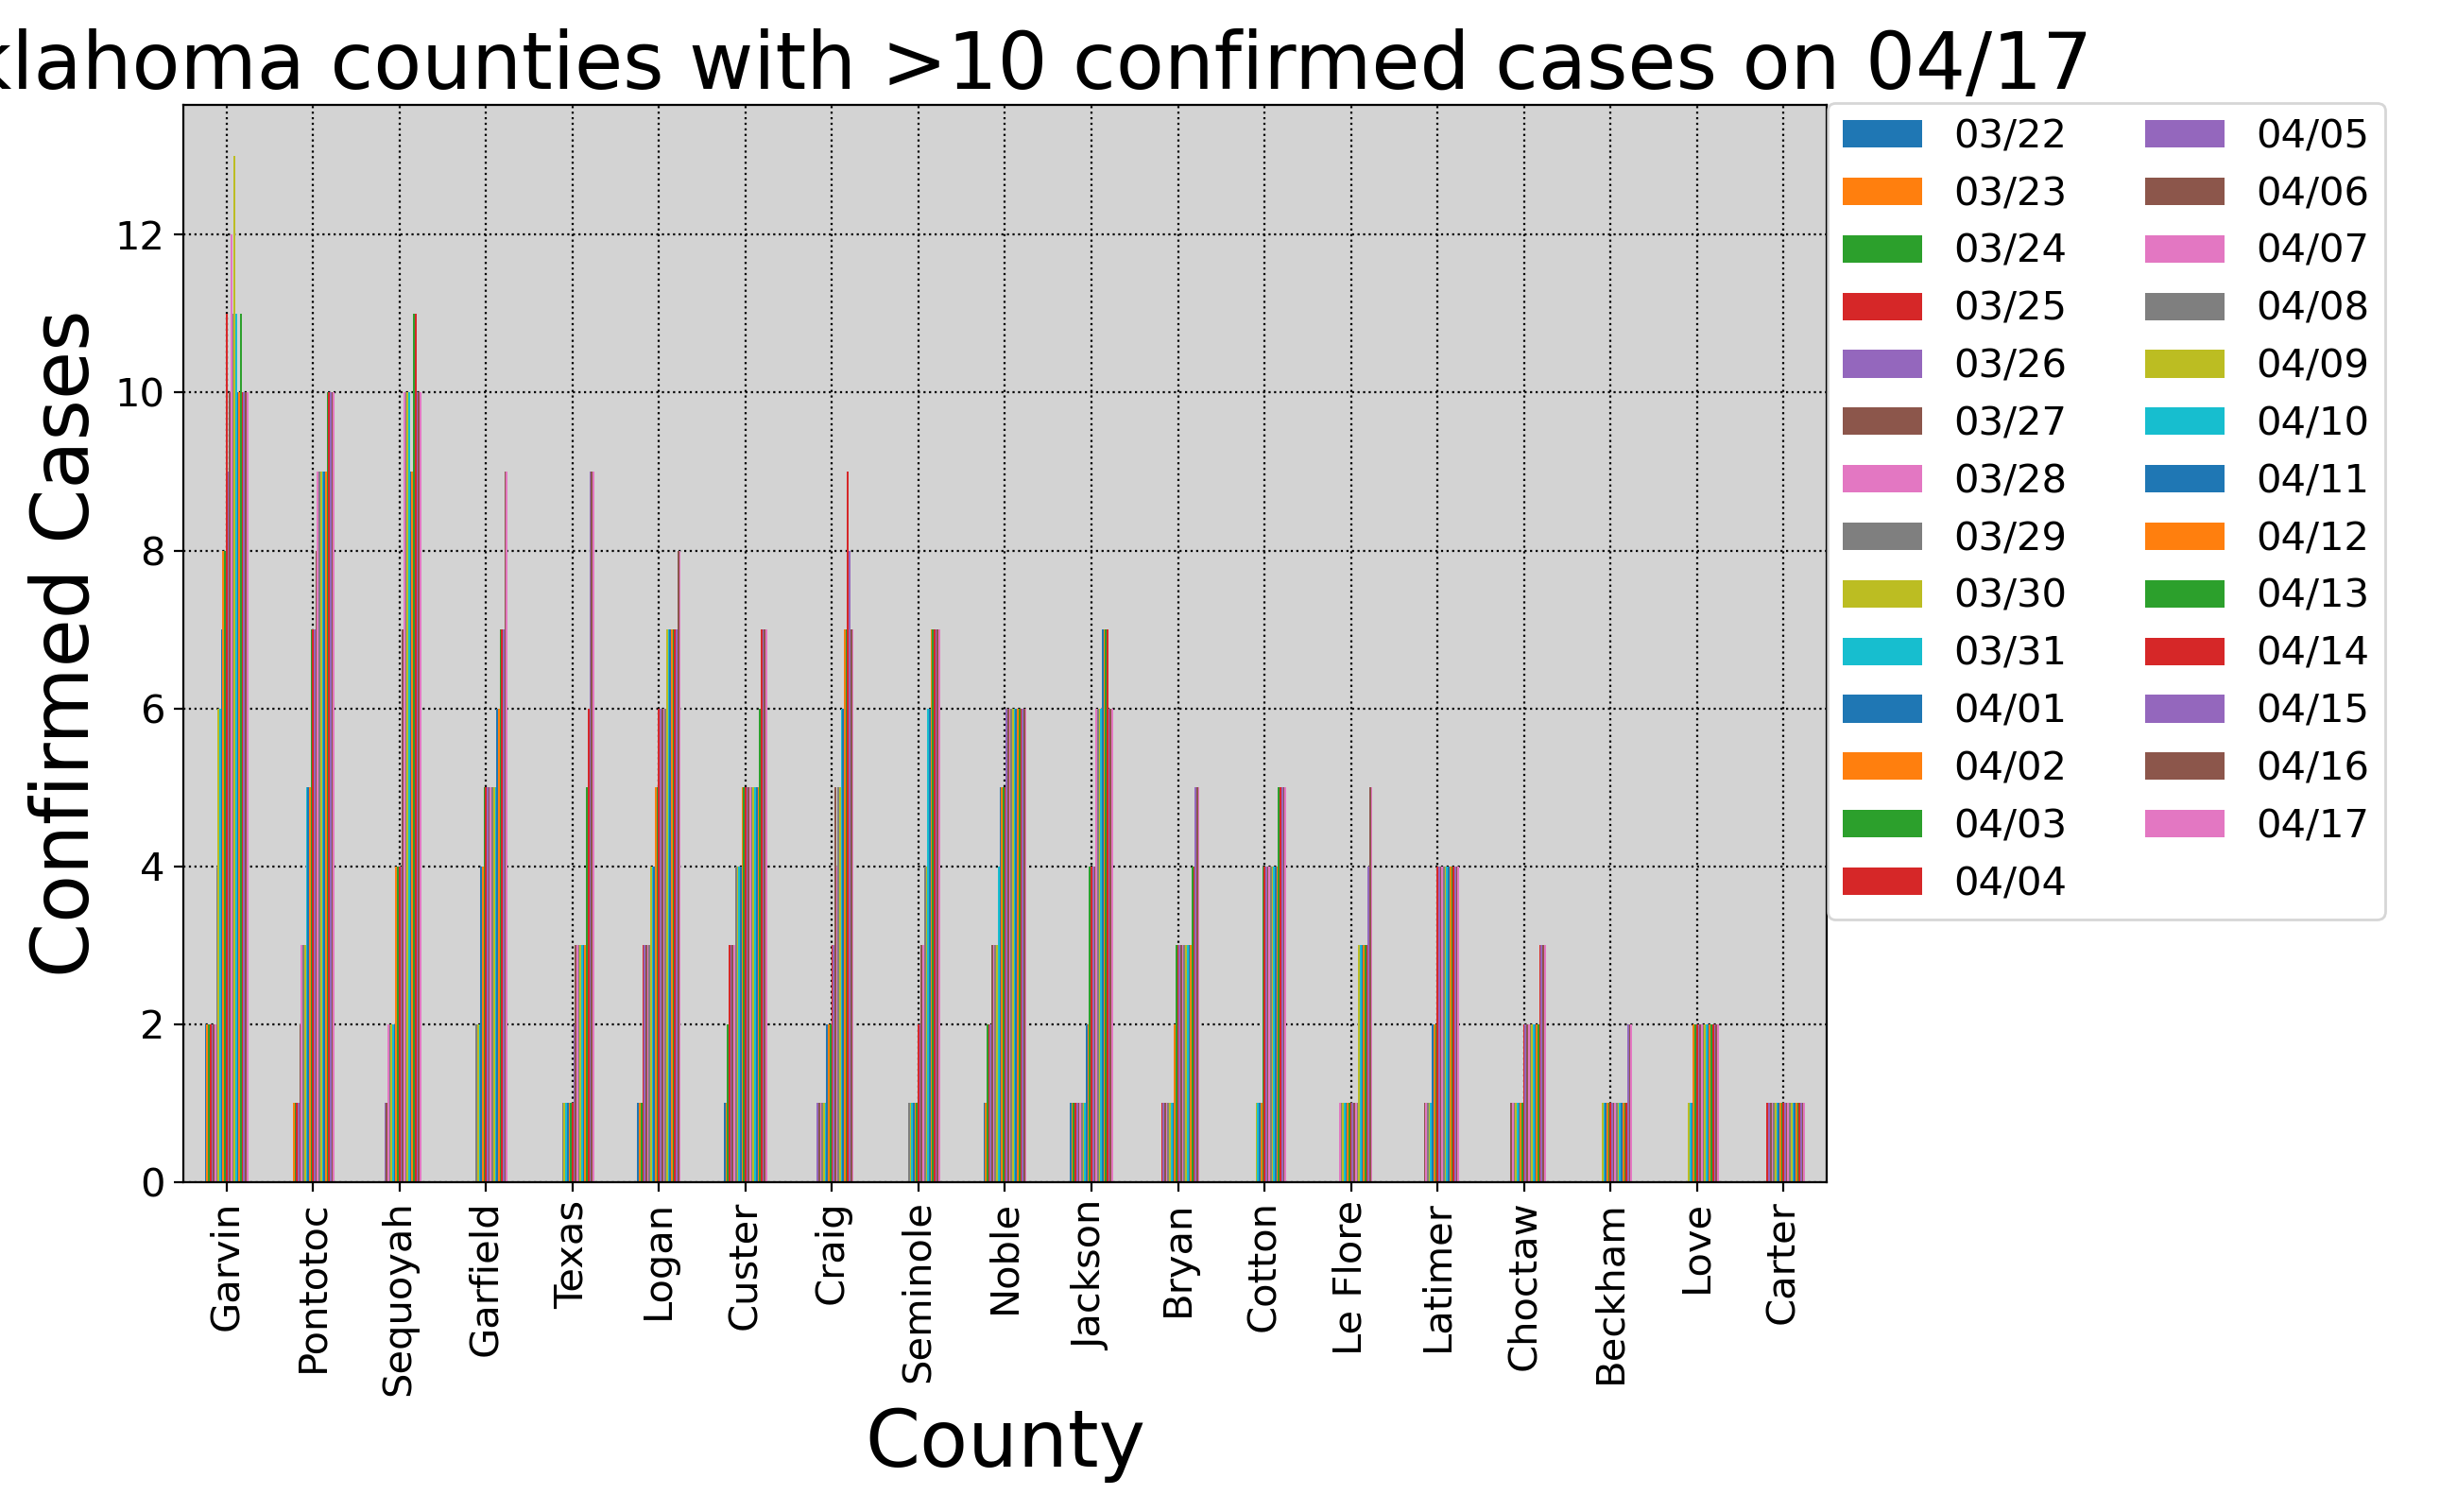 klahoma counties with >10 confirmed cases on 04/17
Confirmed Cases
12
10
8
6
4
2
0
Garvin
Pontotoc
Sequoyah
Garfield
Texas
Logan
Custer
Craig
Seminole
Noble
Jackson
Bryan
Cotton
Le Flore
Latimer
Choctaw
Beckham
Love
Carter
County
03/22
03/23
03/24
03/25
03/26
03/27
03/28
03/29
03/30
03/31
04/01
04/02
04/03
04/04
04/05
04/06
04/07
04/08
04/09
04/10
04/11
04/12
04/13
04/14
04/15
04/16
04/17